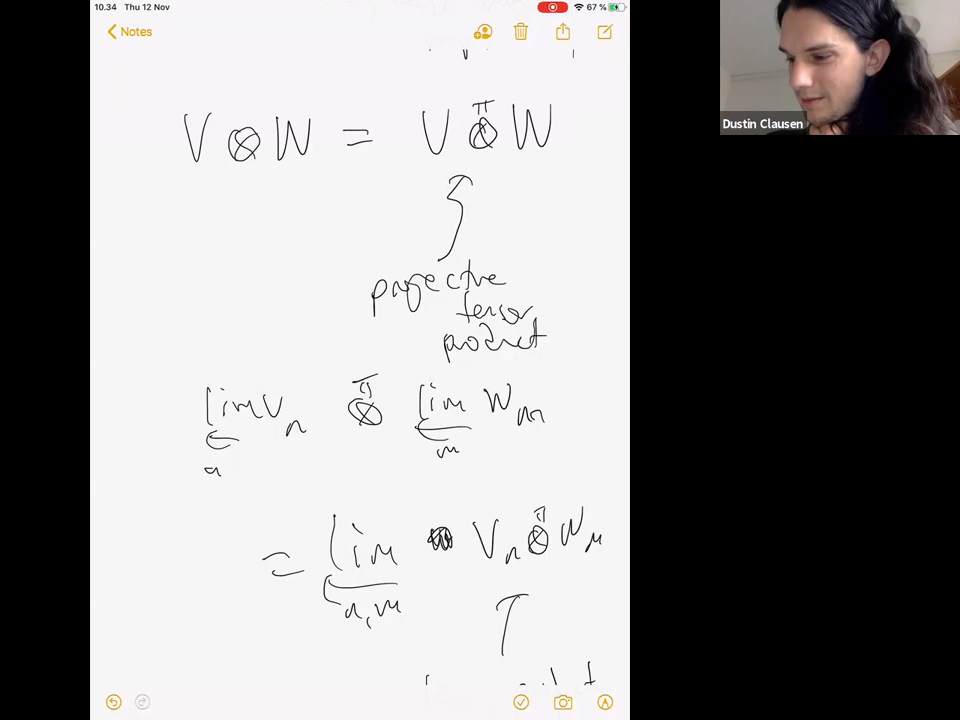 10.34 Thu 12 Nov
67 %
Notes
V ⊗ W = V ⊗^π W
projective
tensor
product
lim V_n ⊗^π lim W_m
n m
= lim V_n ⊗^π W_m
n,m
Dustin Clausen